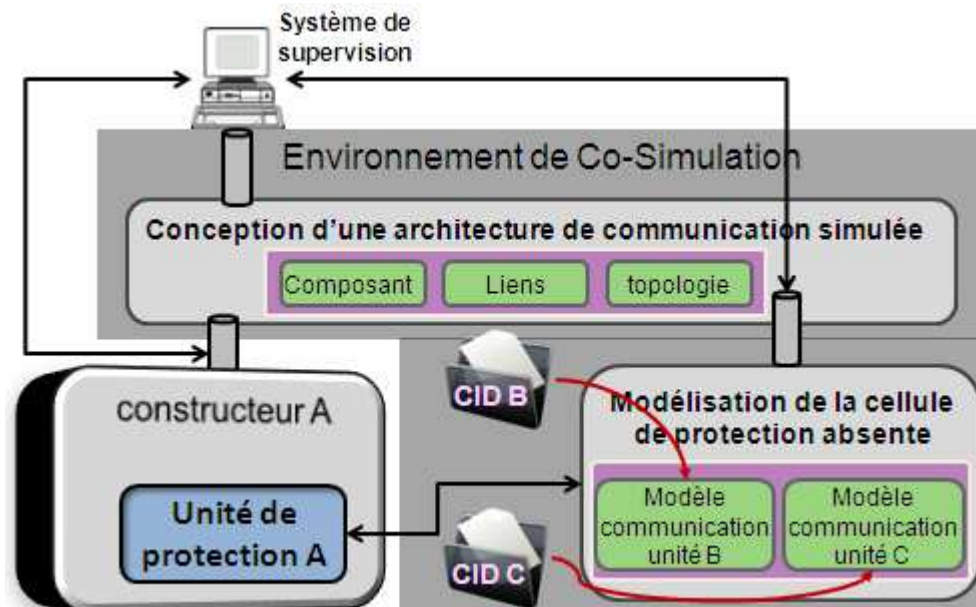 Système de
supervision
Environnement de Co-Simulation
Conception d'une architecture de communication simulée
Composant
Liens
topologie
CID B
constructeur A
Modélisation de la cellule
de protection absente
Unité de
protection A
Modèle
communication
unité B
Modèle
communication
unité C
CID C